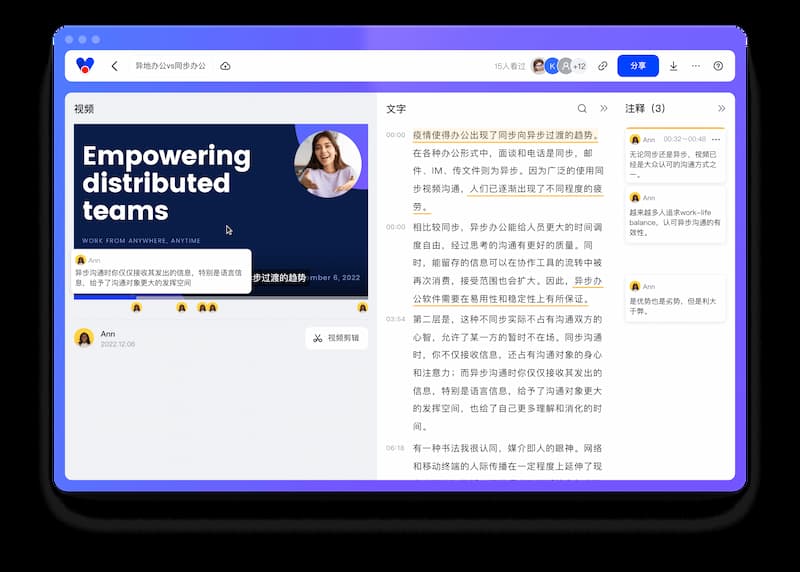 异地办公vs同步办公
15人看过
K
+12
分享
视频
Empowering
distributed
teams
WORK FROM ANYWHERE, ANYTIME
Ann
异步沟通时你仅仅接收其发出的信息，特别是语言信
息，给予了沟通对象更大的发挥空间
步过渡的趋势
mber 6, 2022
Ann
2022.12.06
视频剪辑
文字
00:00
疫情使得办公出现了同步向异步过渡的趋势。
在各种办公形式中，面谈和电话是同步，邮
件、IM、传文件则为异步。因为广泛的使用同
步视频沟通，人们已逐渐出现了不同程度的疲
劳。
00:00
相比较同步，异步办公能给人员更大的时间调
度自由，经过思考的沟通有更好的质量。同
时，能留存的信息可以在协作工具的流转中被
再次消费，接受范围也会扩大。因此，异步办
公软件需要在易用性和稳定性上有所保证。
03:54
第二层是，这种不同步实际不占有沟通双方的
心智，允许了某一方的暂时不在场。同步沟通
时，你不仅接收信息，还占有沟通对象的身心
和注意力；而异步沟通时你仅仅接收其发出的
信息，特别是语言信息，给予了沟通对象更大
的发挥空间，也给了自己更多理解和消化的时
间。
06:18
有一种书法我很认同，媒介即人的眼神。网络
和移动终端的人际传播在一定程度上延伸了现
注释（3）
Ann 00:32—00:48
无论同步还是异步，视频已
经是大众认可的沟通方式之
一。
Ann
越来越多人追求work-life
balance，认可异步沟通的有
效性。
Ann
是优势也是劣势，但是利大
于弊。